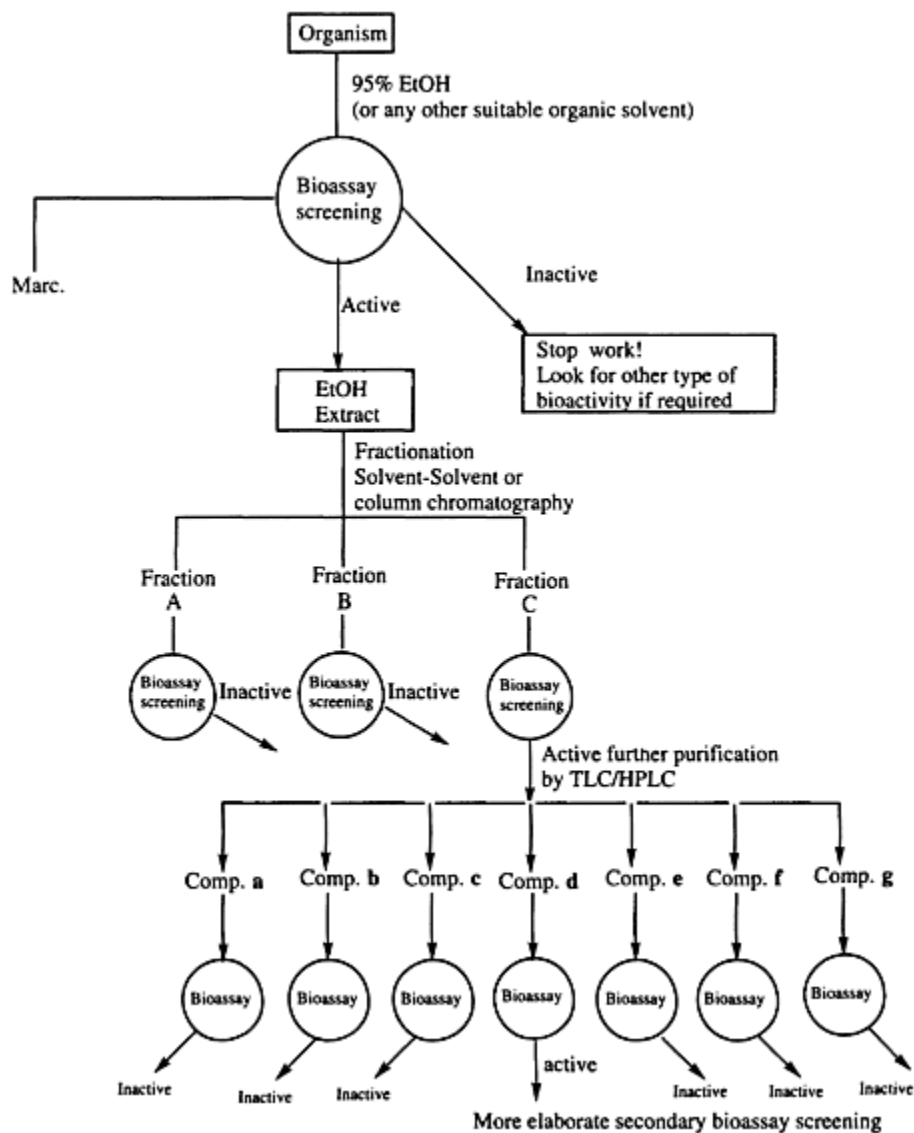 Organism
95% EtOH
(or any other suitable organic solvent)
Bioassay
screening
Marc.
Inactive
Active
Stop work!
Look for other type of
bioactivity if required
EtOH
Extract
Fractionation
Solvent-Solvent or
column chromatography
Fraction
A
Fraction
B
Fraction
C
Bioassay
screening
Inactive
Bioassay
screening
Inactive
Bioassay
screening
Active further purification
by TLC/HPLC
Comp. a
Comp. b
Comp. c
Comp. d
Comp. e
Comp. f
Comp. g
Bioassay
Bioassay
Bioassay
Bioassay
Bioassay
Bioassay
Bioassay
Inactive
Inactive
Inactive
active
Inactive
Inactive
Inactive
More elaborate secondary bioassay screening